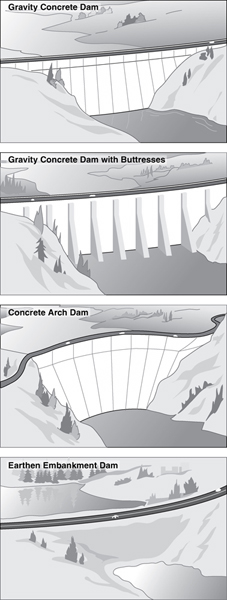 Gravity Concrete Dam
Gravity Concrete Dam with Buttresses
Concrete Arch Dam
Earthen Embankment Dam